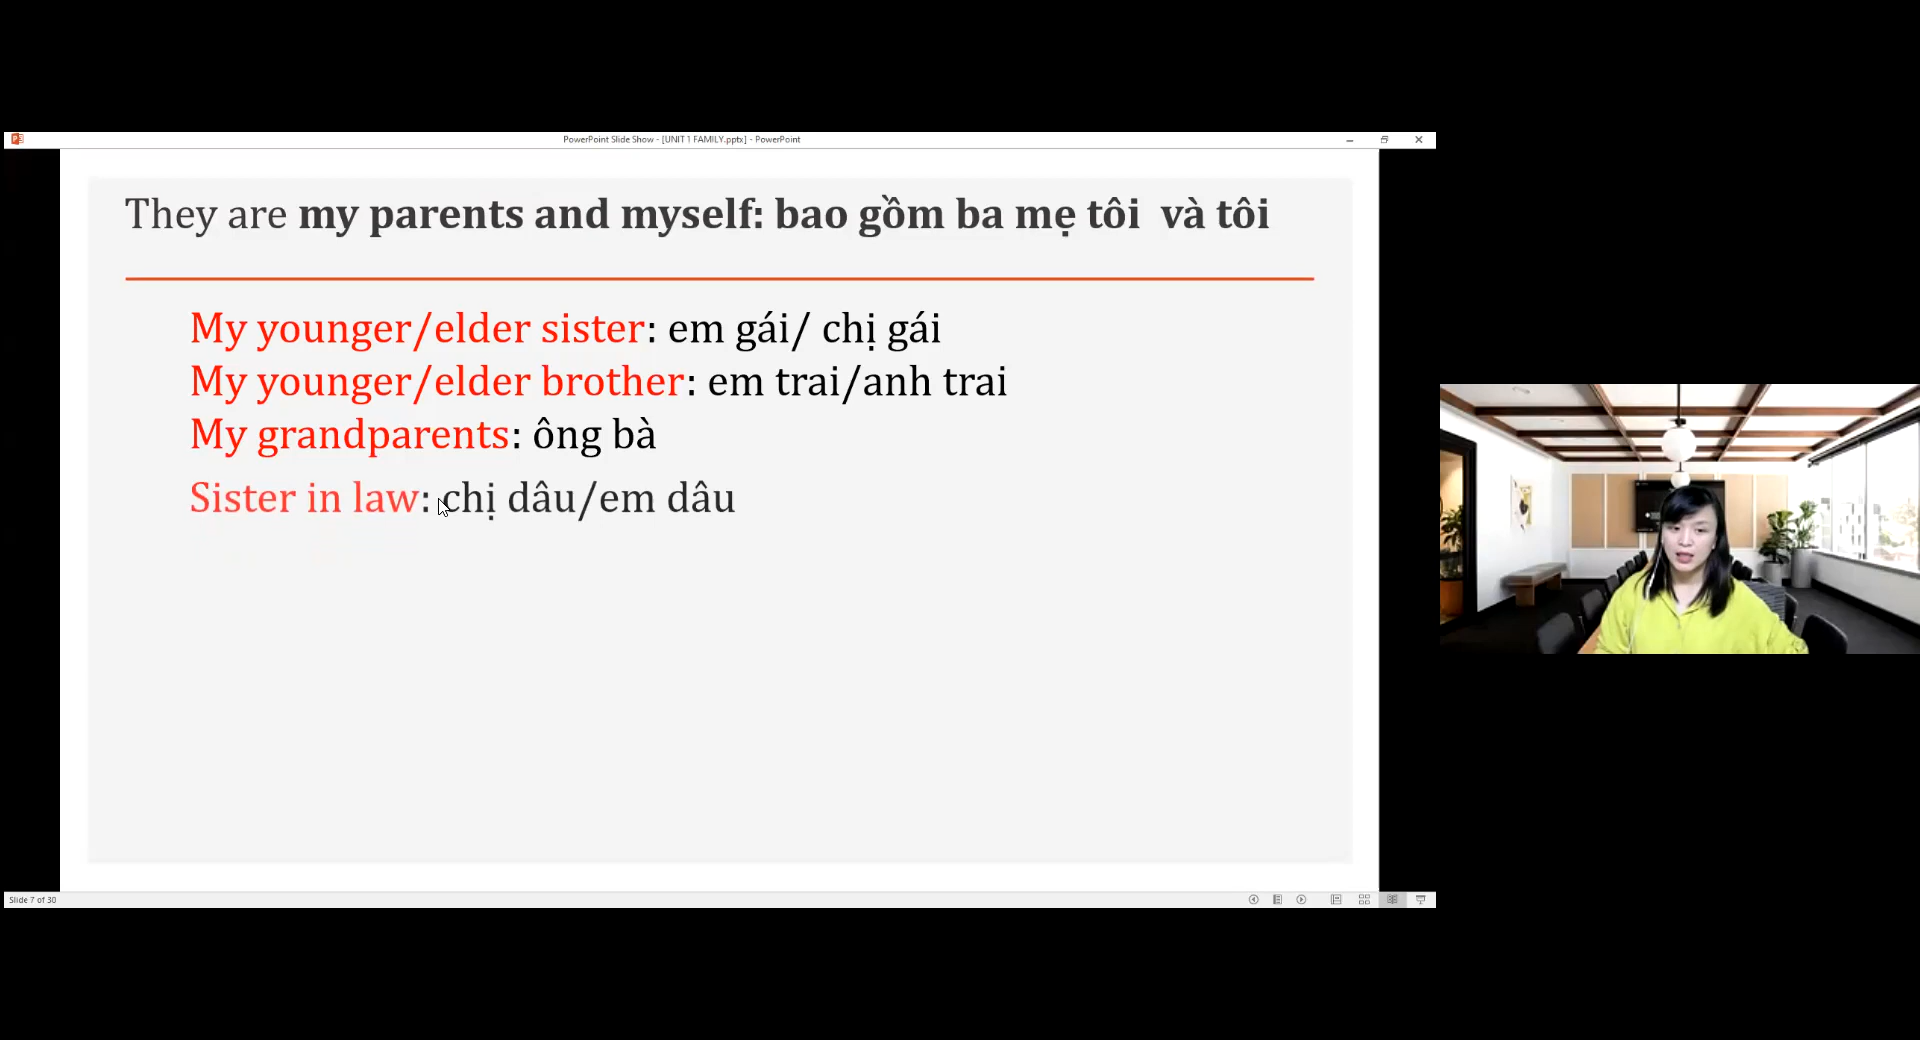 PowerPoint Slide Show - [UNIT 1 FAMILY.pptx] - PowerPoint
They are my parents and myself: bao gồm ba mẹ tôi và tôi
My younger/elder sister: em gái/ chị gái
My younger/elder brother: em trai/anh trai
My grandparents: ông bà
Sister in law: chị dâu/em dâu
Slide 7 of 30